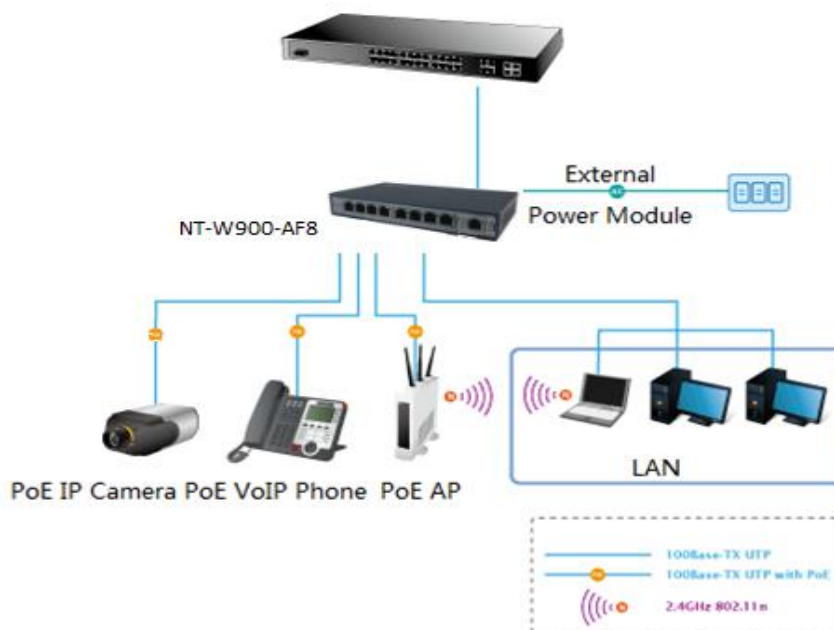 External
Power Module
NT-W900-AF8
PoE IP Camera PoE VoIP Phone PoE AP
LAN
100Base-TX UTP
100Base-TX UTP with PoE
2.4GHz 802.11n